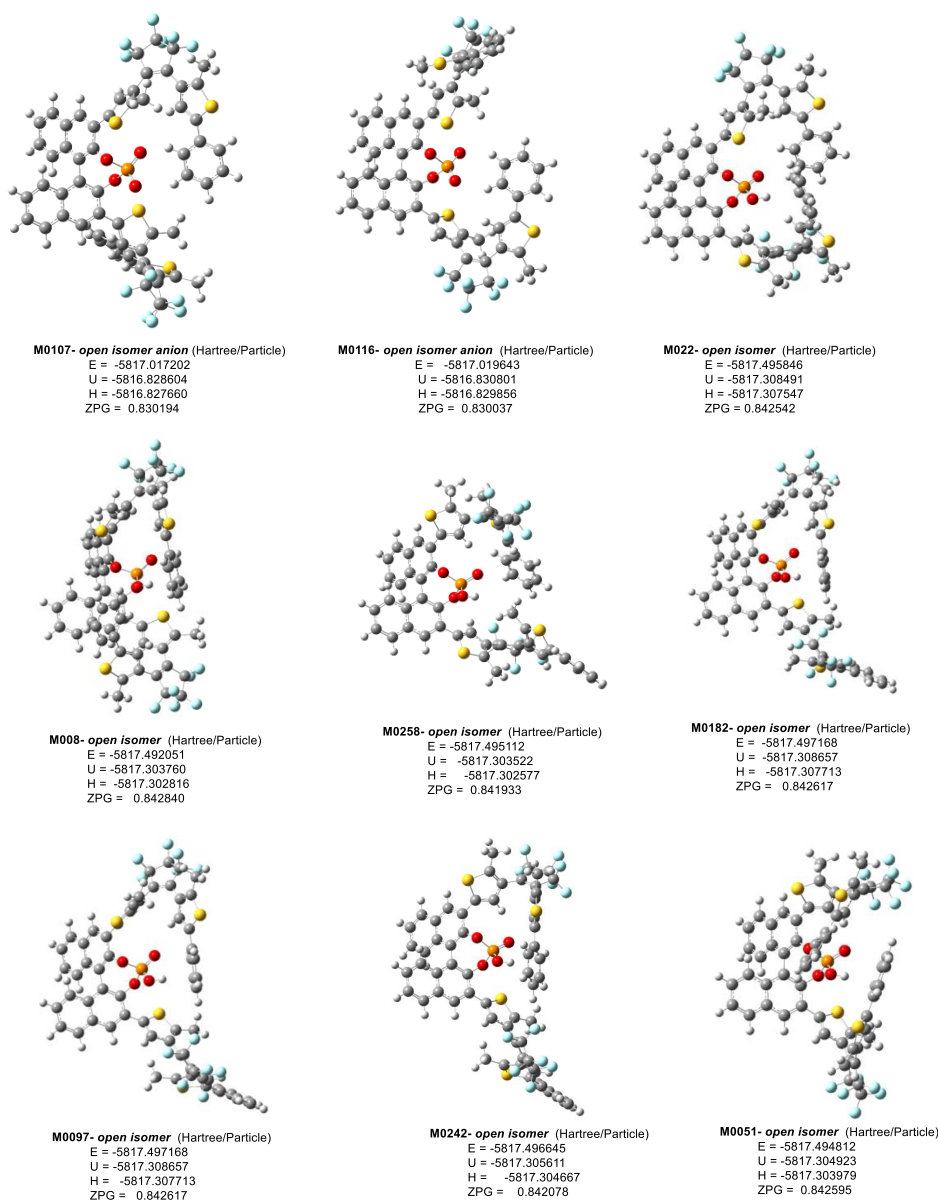 M0107- open isomer anion (Hartree/Particle)
E = -5817.017202
U = -5816.828604
H = -5816.827660
ZPG = 0.830194
M0116- open isomer anion (Hartree/Particle)
E = -5817.019643
U = -5816.830801
H = -5816.829856
ZPG = 0.830037
M022- open isomer (Hartree/Particle)
E = -5817.495846
U = -5817.308491
H = -5817.307547
ZPG = 0.842542
M008- open isomer (Hartree/Particle)
E = -5817.492051
U = -5817.303760
H = -5817.302816
ZPG = 0.842840
M0258- open isomer (Hartree/Particle)
E = -5817.495112
U = -5817.303522
H = -5817.302577
ZPG = 0.841933
M0182- open isomer (Hartree/Particle)
E = -5817.497168
U = -5817.308657
H = -5817.307713
ZPG = 0.842617
M0097- open isomer (Hartree/Particle)
E = -5817.497168
U = -5817.308657
H = -5817.307713
ZPG = 0.842617
M0242- open isomer (Hartree/Particle)
E = -5817.496645
U = -5817.305611
H = -5817.304667
ZPG = 0.842078
M0051- open isomer (Hartree/Particle)
E = -5817.494812
U = -5817.304923
H = -5817.303979
ZPG = 0.842595